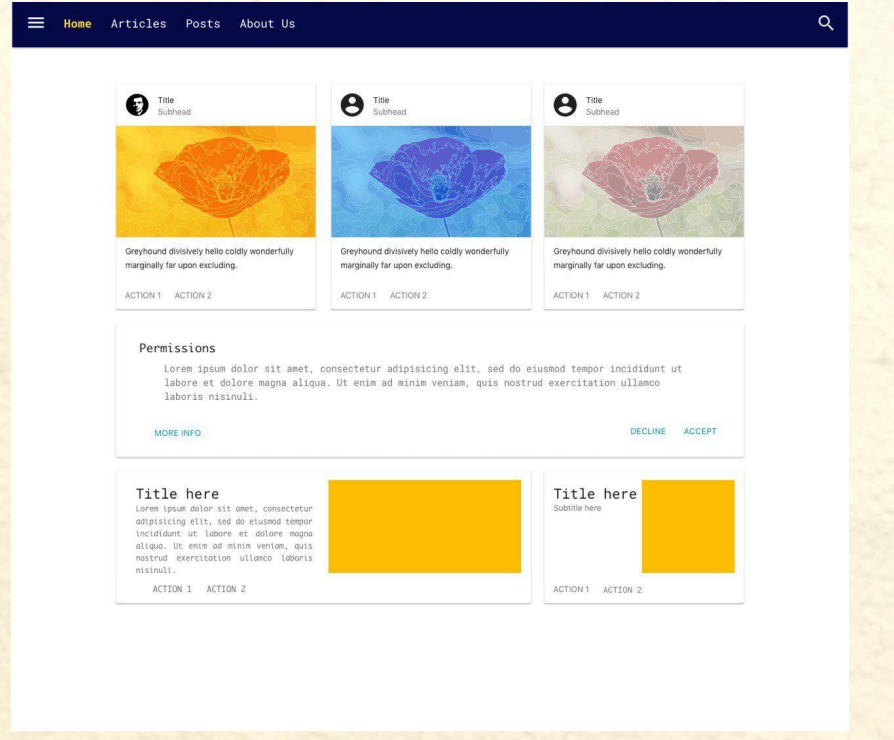 Home Articles Posts About Us
Title
Subhead
Greyhound divisively hello coldly wonderfully
marginally far upon excluding.
ACTION 1 ACTION 2
Title
Subhead
Greyhound divisively hello coldly wonderfully
marginally far upon excluding.
ACTION 1 ACTION 2
Title
Subhead
Greyhound divisively hello coldly wonderfully
marginally far upon excluding.
ACTION 1 ACTION 2
Permissions
Lorem ipsum dolor sit amet, consectetur adipisicing elit, sed do eiusmod tempor incididunt ut
labore et dolore magna aliqua. Ut enim ad minim veniam, quis nostrud exercitation ullamco
laboris nisinuli.
MORE INFO DECLINE ACCEPT
Title here
Lorem ipsum dolor sit amet, consectetur
adipisicing elit, sed do eiusmod tempor
incididunt ut labore et dolore magna
aliqua. Ut enim ad minim veniam, quis
nostrud exercitation ullamco laboris
nisinuli.
ACTION 1 ACTION 2
Title here
Subtitle here
ACTION 1 ACTION 2